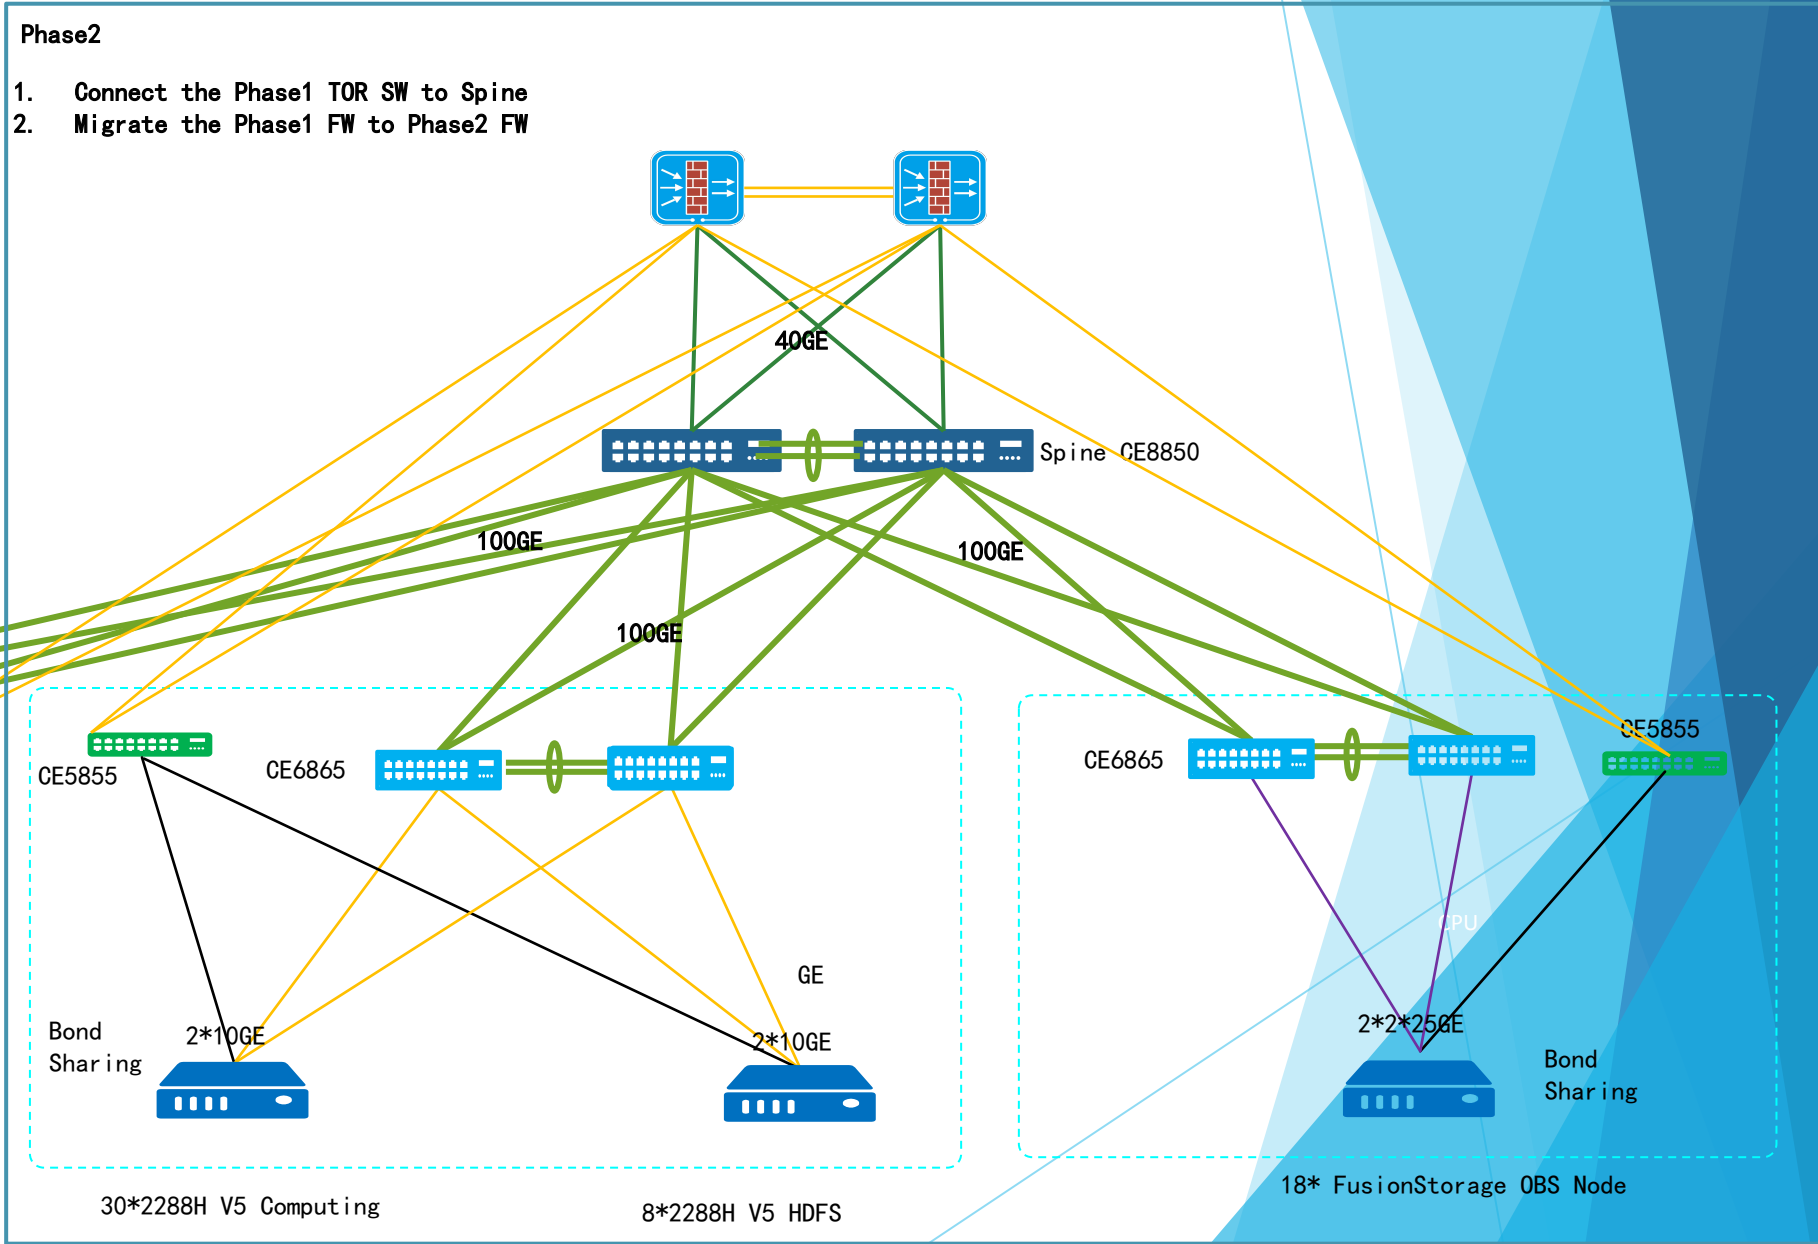 Phase2
1. Connect the Phase1 TOR SW to Spine
2. Migrate the Phase1 FW to Phase2 FW
40GE
Spine CE8850
100GE
100GE
100GE
CE5855
CE6865
CE6865
CE5855
CPU
GE
Bond
Sharing
2*10GE
2*10GE
2*2*25GE
Bond
Sharing
30*2288H V5 Computing
8*2288H V5 HDFS
18* FusionStorage OBS Node